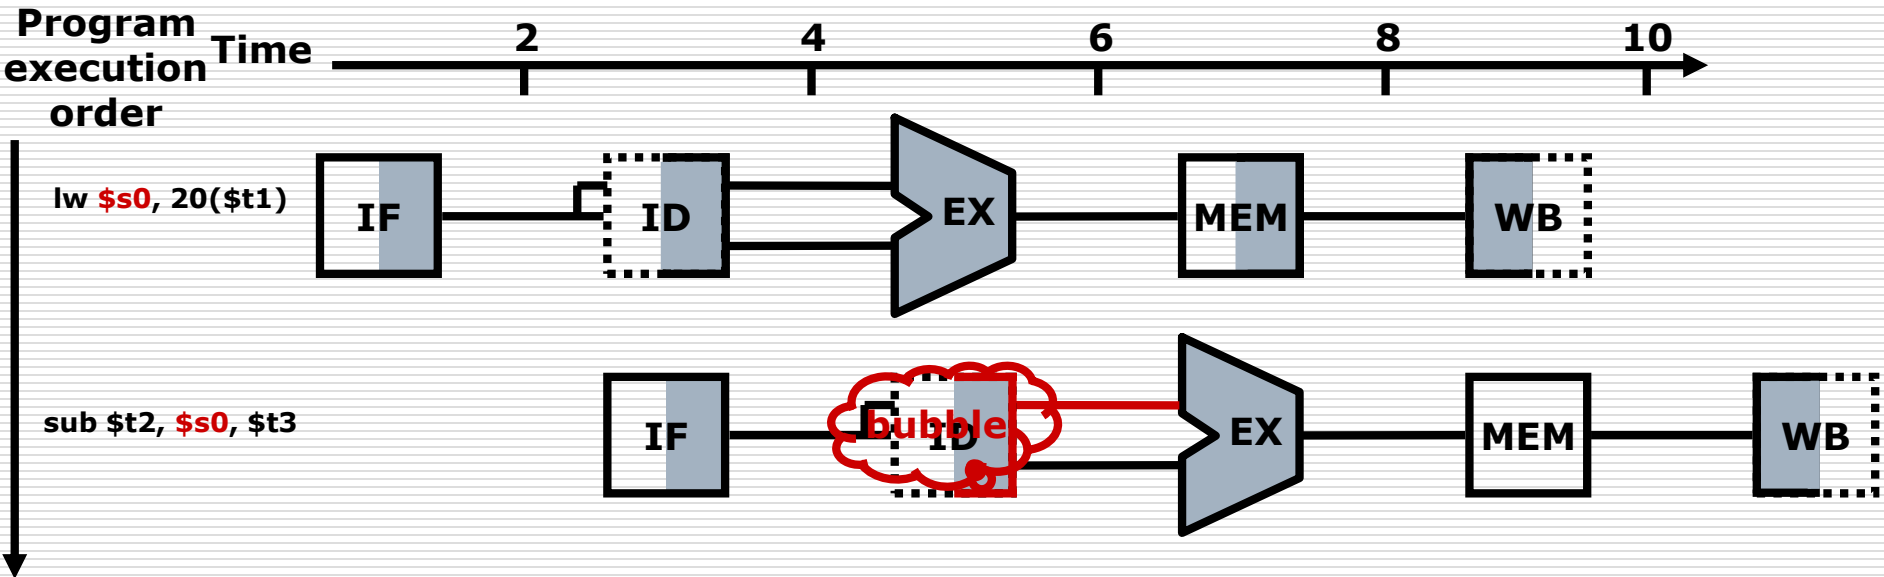 Program
execution
order
Time
2 4 6 8 10
lw $s0, 20($t1)
IF ID EX MEM WB
sub $t2, $s0, $t3
IF bubble ID EX MEM WB